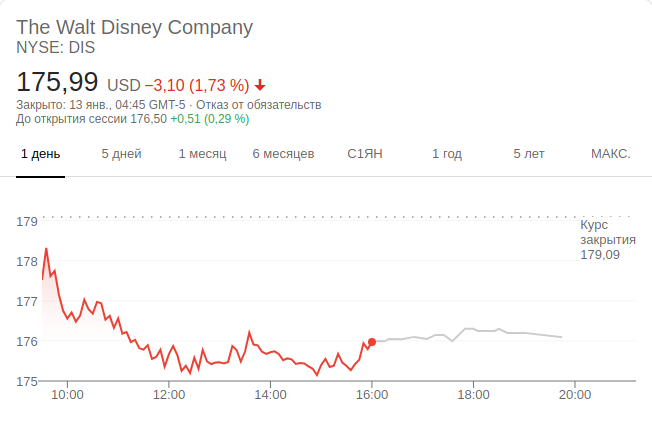 The Walt Disney Company
NYSE: DIS
175,99 USD −3,10 (1,73 %)
Закрыто: 13 янв., 04:45 GMT-5 · Отказ от обязательств
До открытия сессии 176,50 +0,51 (0,29 %)
1 день 5 дней 1 месяц 6 месяцев С1ЯН 1 год 5 лет МАКС.
179
Курс
закрытия
179,09
178
177
176
175
10:00 12:00 14:00 16:00 18:00 20:00